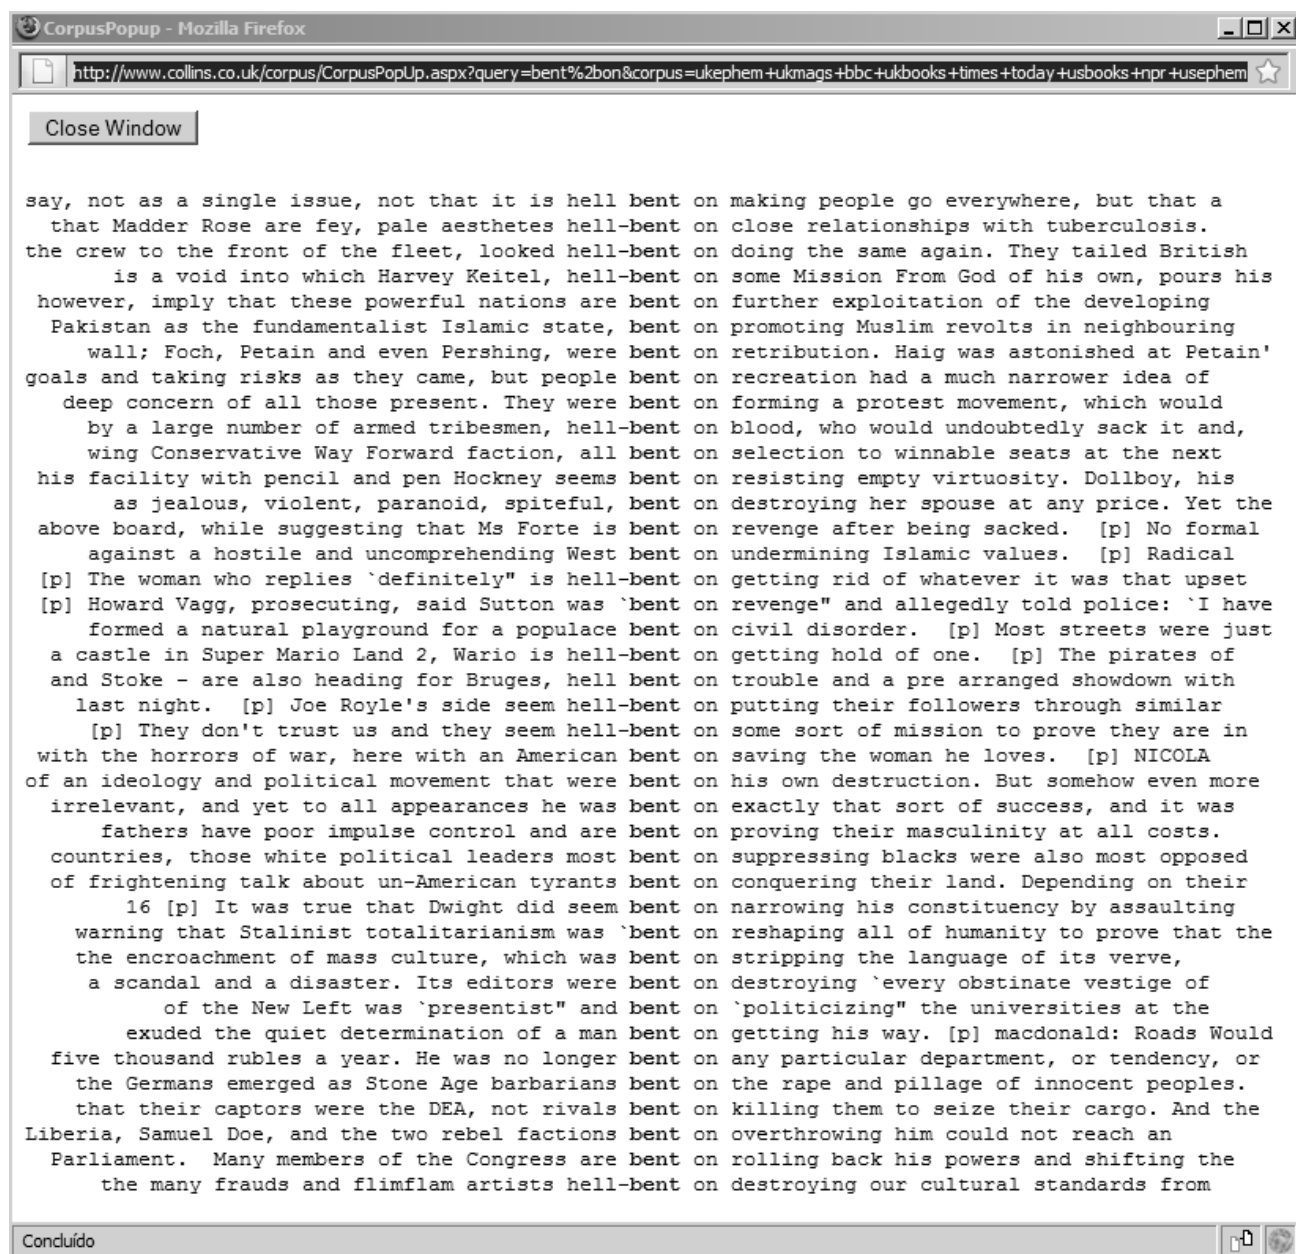 CorpusPopup - Mozilla Firefox
http://www.collins.co.uk/corpus/CorpusPopUp.aspx?query=bent%2bon&corpus=ukephem+ukmags+bbc+ukbooks+times+today+usbooks+npr+usephem
Close Window
say, not as a single issue, not that it is hell bent on making people go everywhere, but that a
that Madder Rose are fey, pale aesthetes hell-bent on close relationships with tuberculosis.
the crew to the front of the fleet, looked hell-bent on doing the same again. They tailed British
is a void into which Harvey Keitel, hell-bent on some Mission From God of his own, pours his
however, imply that these powerful nations are bent on further exploitation of the developing
Pakistan as the fundamentalist Islamic state, bent on promoting Muslim revolts in neighbouring
wall; Foch, Petain and even Pershing, were bent on retribution. Haig was astonished at Petain'
goals and taking risks as they came, but people bent on recreation had a much narrower idea of
deep concern of all those present. They were bent on forming a protest movement, which would
by a large number of armed tribesmen, hell-bent on blood, who would undoubtedly sack it and,
wing Conservative Way Forward faction, all bent on selection to winnable seats at the next
his facility with pencil and pen Hockney seems bent on resisting empty virtuosity. Dollboy, his
as jealous, violent, paranoid, spiteful, bent on destroying her spouse at any price. Yet the
above board, while suggesting that Ms Forte is bent on revenge after being sacked. [p] No formal
against a hostile and uncomprehending West bent on undermining Islamic values. [p] Radical
[p] The woman who replies `definitely" is hell-bent on getting rid of whatever it was that upset
[p] Howard Vagg, prosecuting, said Sutton was `bent on revenge" and allegedly told police: `I have
formed a natural playground for a populace bent on civil disorder. [p] Most streets were just
a castle in Super Mario Land 2, Wario is hell-bent on getting hold of one. [p] The pirates of
and Stoke - are also heading for Bruges, hell bent on trouble and a pre arranged showdown with
last night. [p] Joe Royle's side seem hell-bent on putting their followers through similar
[p] They don't trust us and they seem hell-bent on some sort of mission to prove they are in
with the horrors of war, here with an American bent on saving the woman he loves. [p] NICOLA
of an ideology and political movement that were bent on his own destruction. But somehow even more
irrelevant, and yet to all appearances he was bent on exactly that sort of success, and it was
fathers have poor impulse control and are bent on proving their masculinity at all costs.
countries, those white political leaders most bent on suppressing blacks were also most opposed
of frightening talk about un-American tyrants bent on conquering their land. Depending on their
16 [p] It was true that Dwight did seem bent on narrowing his constituency by assaulting
warning that Stalinist totalitarianism was `bent on reshaping all of humanity to prove that the
the encroachment of mass culture, which was bent on stripping the language of its verve,
a scandal and a disaster. Its editors were bent on destroying `every obstinate vestige of
of the New Left was `presentist" and bent on `politicizing" the universities at the
exuded the quiet determination of a man bent on getting his way. [p] macdonald: Roads Would
five thousand rubles a year. He was no longer bent on any particular department, or tendency, or
the Germans emerged as Stone Age barbarians bent on the rape and pillage of innocent peoples.
that their captors were the DEA, not rivals bent on killing them to seize their cargo. And the
Liberia, Samuel Doe, and the two rebel factions bent on overthrowing him could not reach an
Parliament. Many members of the Congress are bent on rolling back his powers and shifting the
the many frauds and flimflam artists hell-bent on destroying our cultural standards from
Concluído